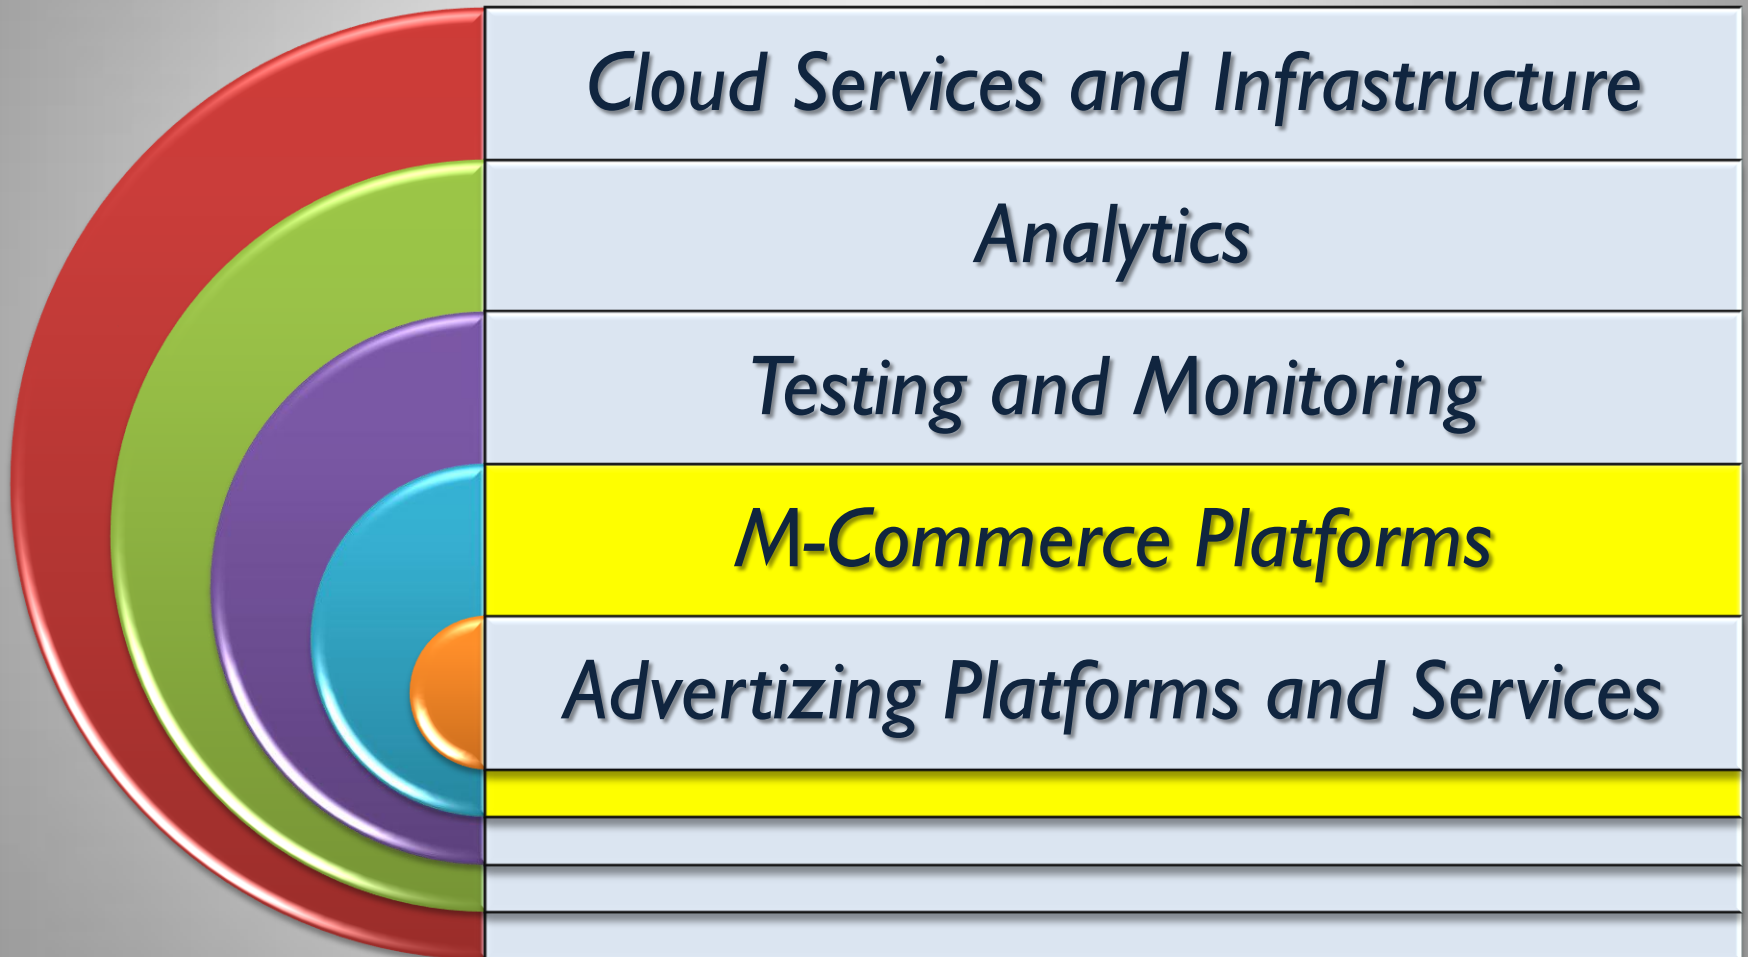 Cloud Services and Infrastructure
Analytics
Testing and Monitoring
M-Commerce Platforms
Advertizing Platforms and Services